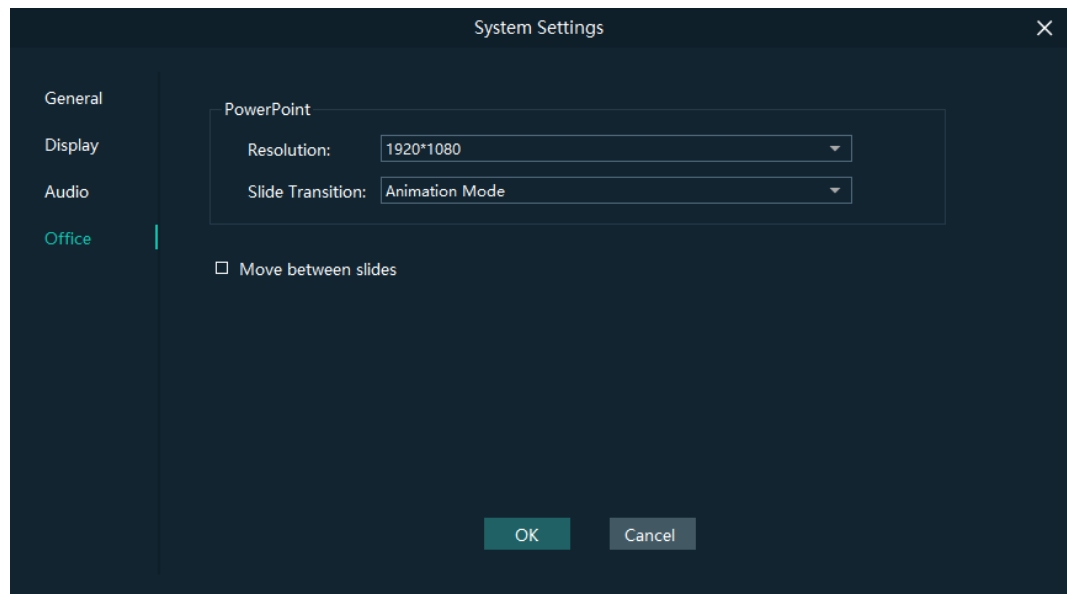 System Settings
General
Display
Audio
Office
PowerPoint
Resolution: 1920*1080
Slide Transition: Animation Mode
Move between slides
OK Cancel